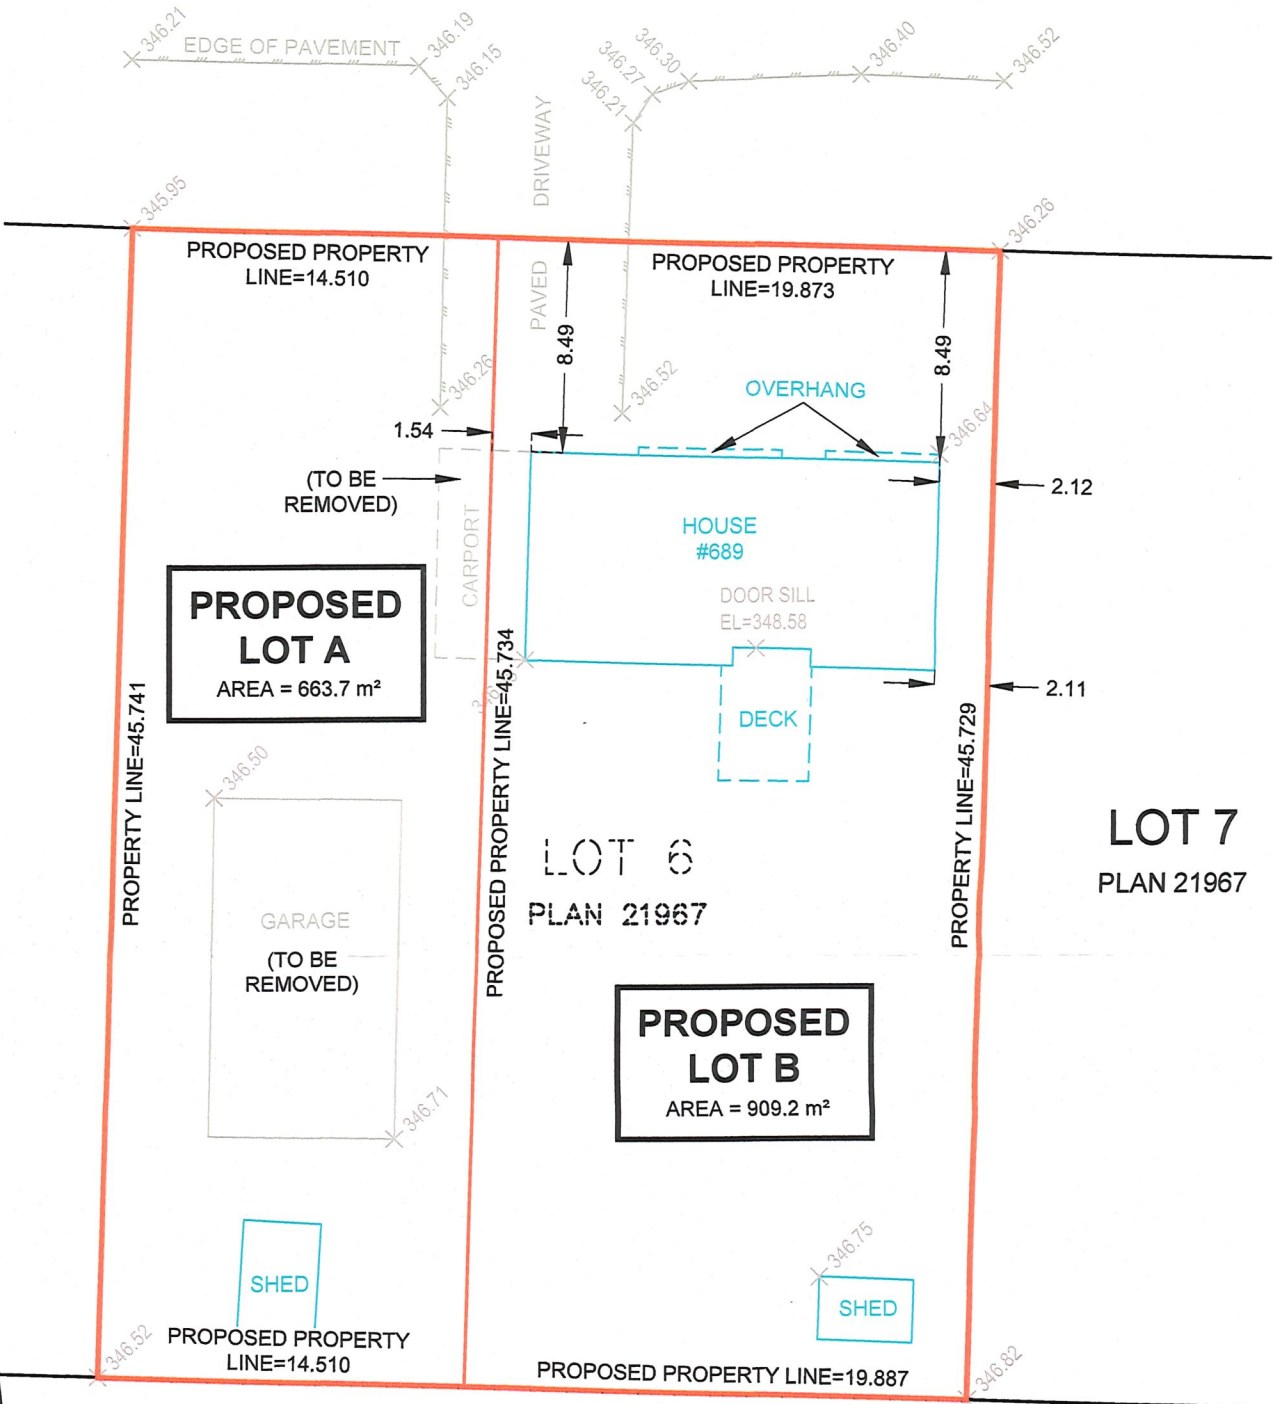 346.21
EDGE OF PAVEMENT
346.19
346.15
346.30
346.27
346.21
346.40
346.52
PAVED DRIVEWAY
345.95
346.26
PROPOSED PROPERTY
LINE=14.510
PROPOSED PROPERTY
LINE=19.873
8.49
8.49
346.26
346.52
OVERHANG
346.64
1.54
(TO BE
REMOVED)
CARPORT
2.12
HOUSE
#689
DOOR SILL
EL=348.58
PROPOSED
LOT A
AREA = 663.7 m²
2.11
DECK
PROPERTY LINE=45.741
PROPOSED PROPERTY LINE=45.734
PROPERTY LINE=45.729
346.50
GARAGE
(TO BE
REMOVED)
LOT 6
PLAN 21967
LOT 7
PLAN 21967
PROPOSED
LOT B
AREA = 909.2 m²
346.71
SHED
346.75
SHED
PROPOSED PROPERTY
LINE=14.510
346.52
PROPOSED PROPERTY LINE=19.887
346.82